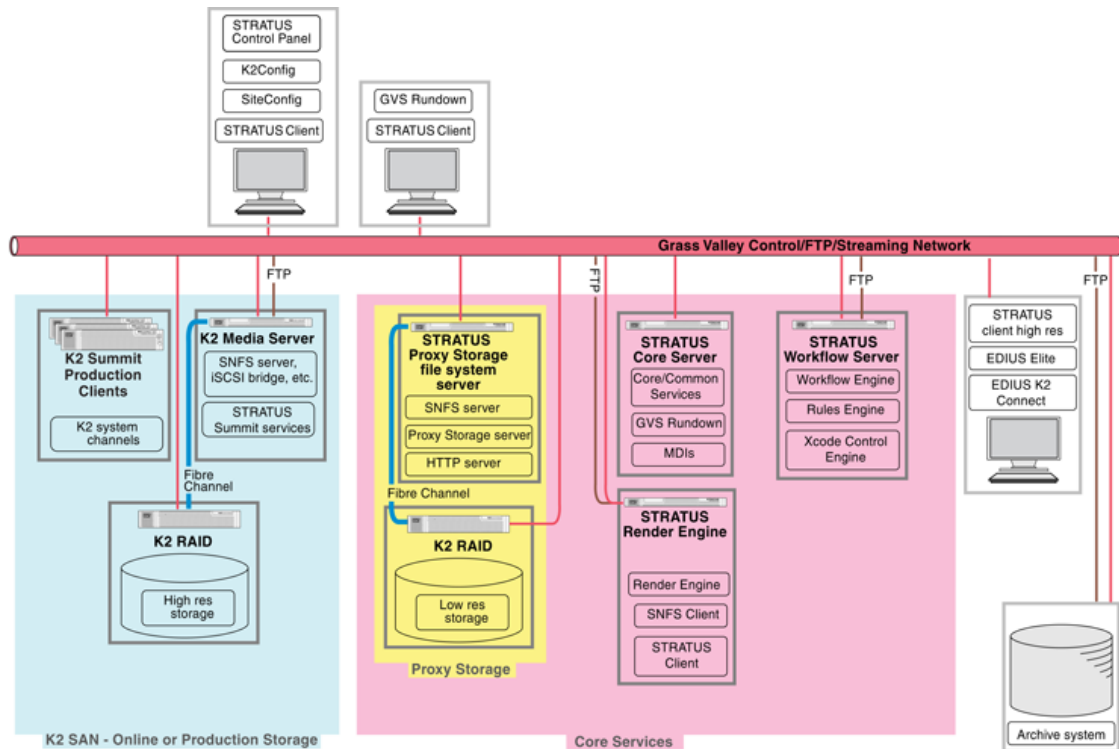 STRATUS
Control Panel
K2Config
SiteConfig
STRATUS Client
GVS Rundown
STRATUS Client
Grass Valley Control/FTP/Streaming Network
FTP
FTP
FTP
FTP
K2 Summit
Production
Clients
K2 system
channels
K2 Media Server
SNFS server,
iSCSI bridge, etc.
STRATUS
Summit services
Fibre
Channel
K2 RAID
High res
storage
K2 SAN - Online or Production Storage
STRATUS
Proxy Storage
file system
server
SNFS server
Proxy Storage server
HTTP server
Fibre Channel
K2 RAID
Low res
storage
Proxy Storage
STRATUS
Core Server
Core/Common
Services
GVS Rundown
MDIs
STRATUS
Render Engine
Render Engine
SNFS Client
STRATUS
Client
STRATUS
Workflow Server
Workflow Engine
Rules Engine
Xcode Control
Engine
Core Services
STRATUS
client high res
EDIUS Elite
EDIUS K2
Connect
Archive system